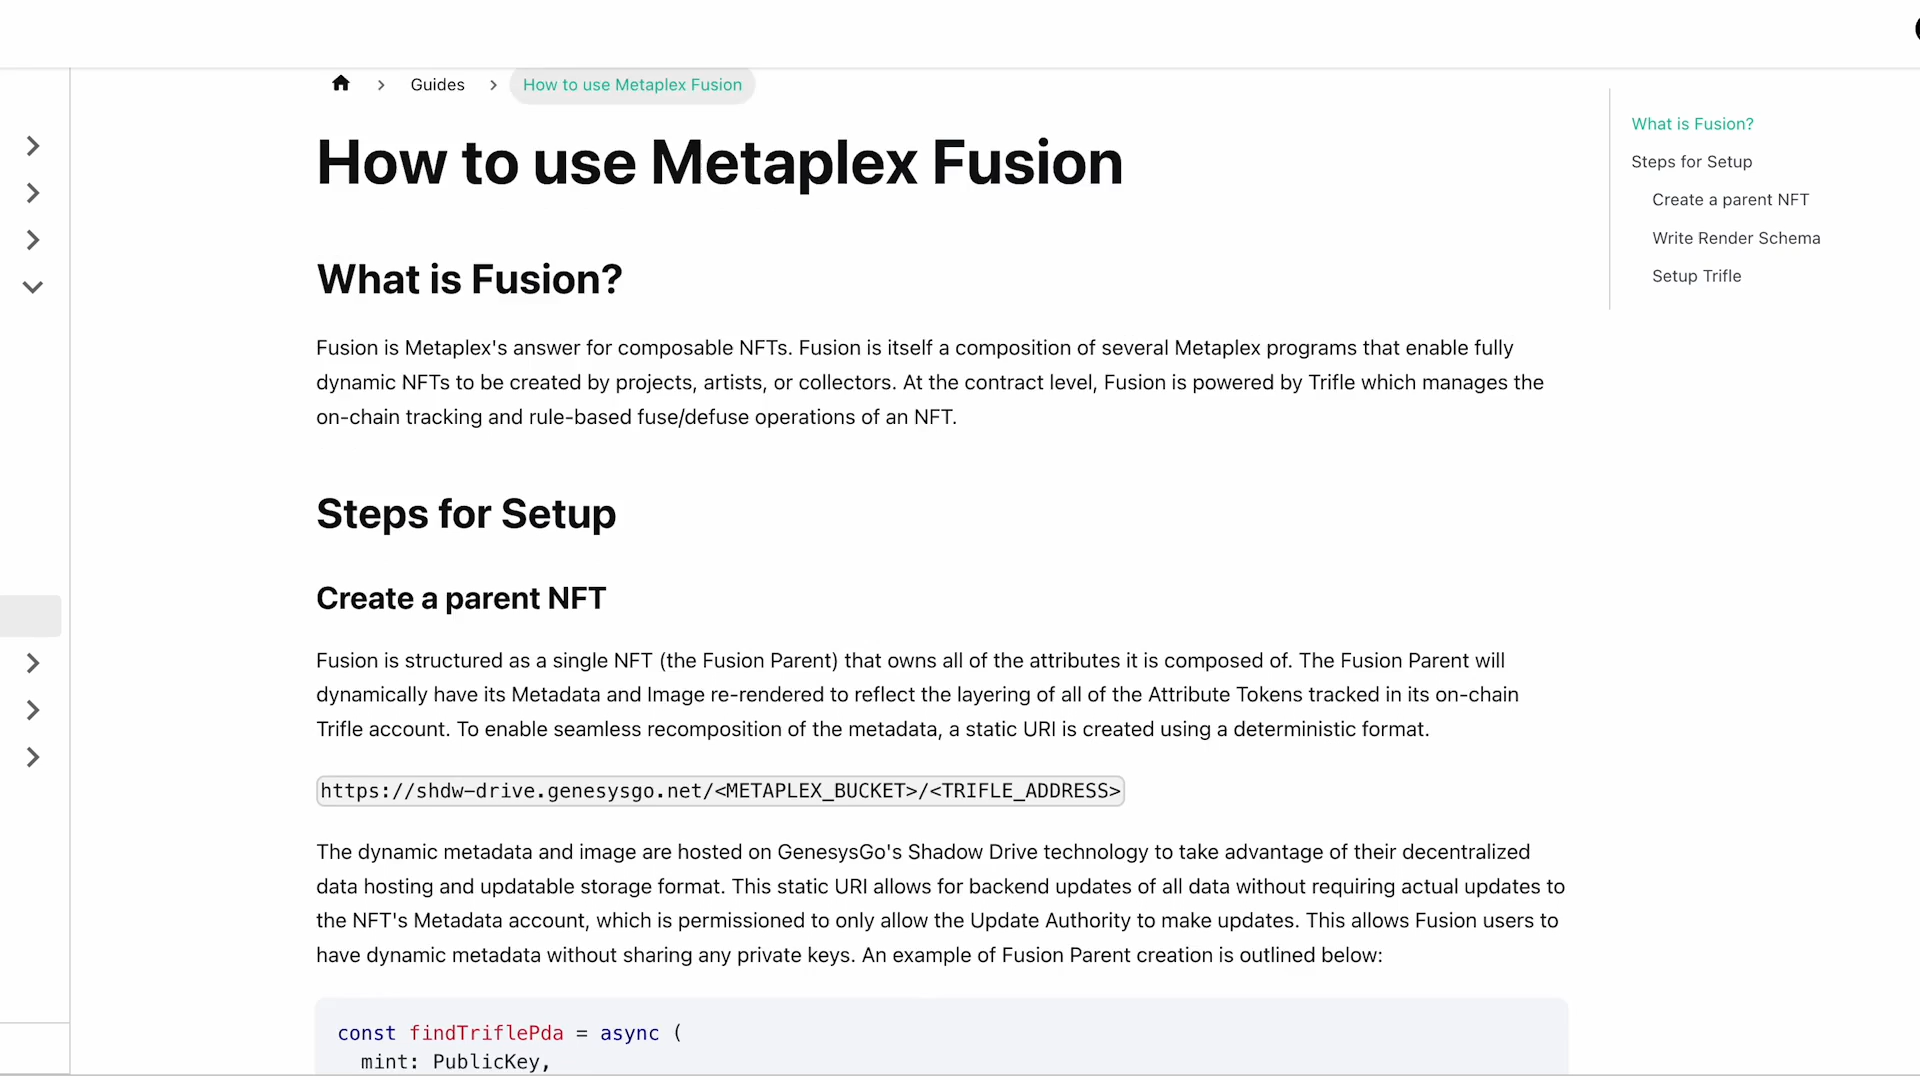 Guides
How to use Metaplex Fusion
How to use Metaplex Fusion
What is Fusion?
Fusion is Metaplex's answer for composable NFTs. Fusion is itself a composition of several Metaplex programs that enable fully
dynamic NFTs to be created by projects, artists, or collectors. At the contract level, Fusion is powered by Trifle which manages the
on-chain tracking and rule-based fuse/defuse operations of an NFT.
Steps for Setup
Create a parent NFT
Fusion is structured as a single NFT (the Fusion Parent) that owns all of the attributes it is composed of. The Fusion Parent will
dynamically have its Metadata and Image re-rendered to reflect the layering of all of the Attribute Tokens tracked in its on-chain
Trifle account. To enable seamless recomposition of the metadata, a static URI is created using a deterministic format.
https://shdw-drive.genesysgo.net/<METAPLEX_BUCKET>/<TRIFLE_ADDRESS>
The dynamic metadata and image are hosted on GenesysGo's Shadow Drive technology to take advantage of their decentralized
data hosting and updatable storage format. This static URI allows for backend updates of all data without requiring actual updates to
the NFT's Metadata account, which is permissioned to only allow the Update Authority to make updates. This allows Fusion users to
have dynamic metadata without sharing any private keys. An example of Fusion Parent creation is outlined below:
const findTriflePda = async (
mint: PublicKey,
What is Fusion?
Steps for Setup
Create a parent NFT
Write Render Schema
Setup Trifle